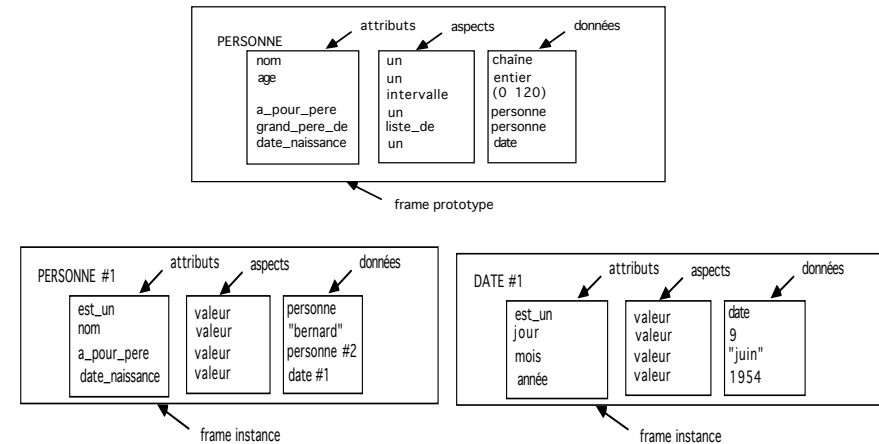 attributs aspects données
PERSONNE
nom un chaîne
age un entier
intervalle (0 120)
a_pour_pere un personne
grand_pere_de liste_de personne
date_naissance un date
frame prototype
attributs aspects données
PERSONNE #1
est_un valeur personne
nom valeur "bernard"
a_pour_pere valeur personne #2
date_naissance valeur date #1
frame instance
attributs aspects données
DATE #1
est_un valeur date
jour valeur 9
mois valeur "juin"
année valeur 1954
frame instance